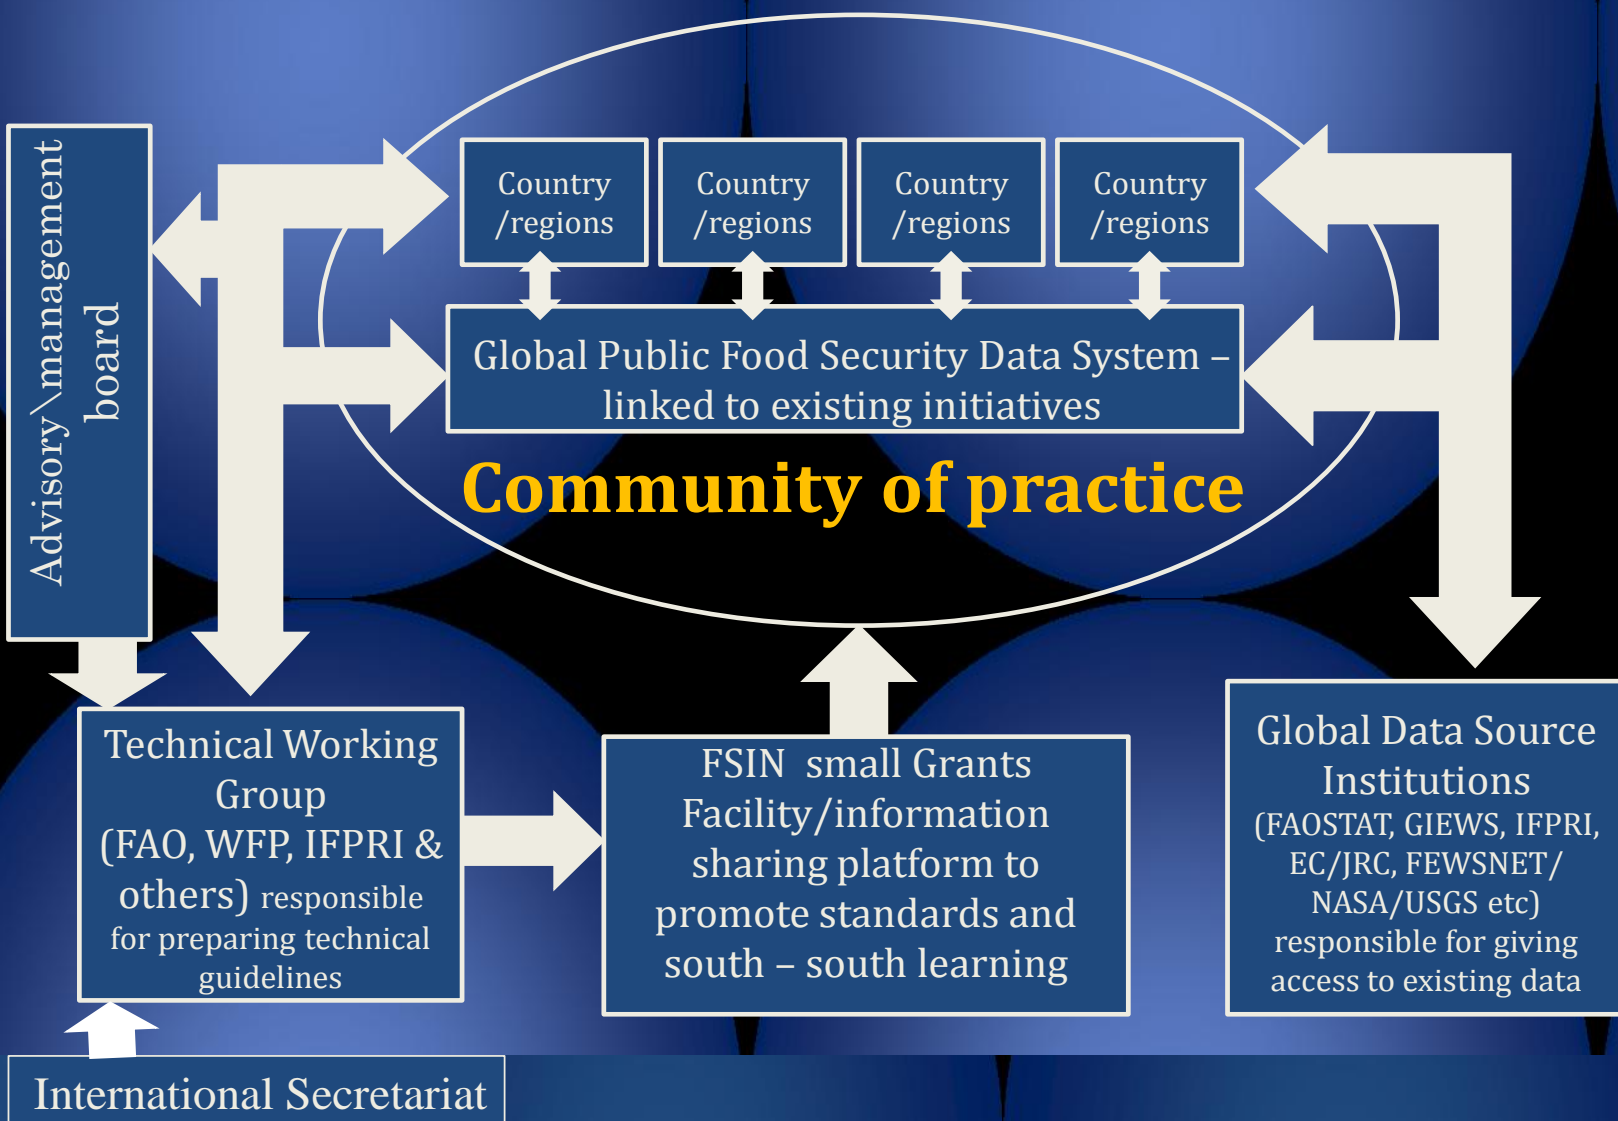 Advisory\management
board
Country
/regions
Country
/regions
Country
/regions
Country
/regions
Global Public Food Security Data System –
linked to existing initiatives
Community of practice
Technical Working
Group
(FAO, WFP, IFPRI &
others) responsible
for preparing technical
guidelines
FSIN small Grants
Facility/information
sharing platform to
promote standards and
south – south learning
Global Data Source
Institutions
(FAOSTAT, GIEWS, IFPRI,
EC/JRC, FEWSNET/
NASA/USGS etc)
responsible for giving
access to existing data
International Secretariat